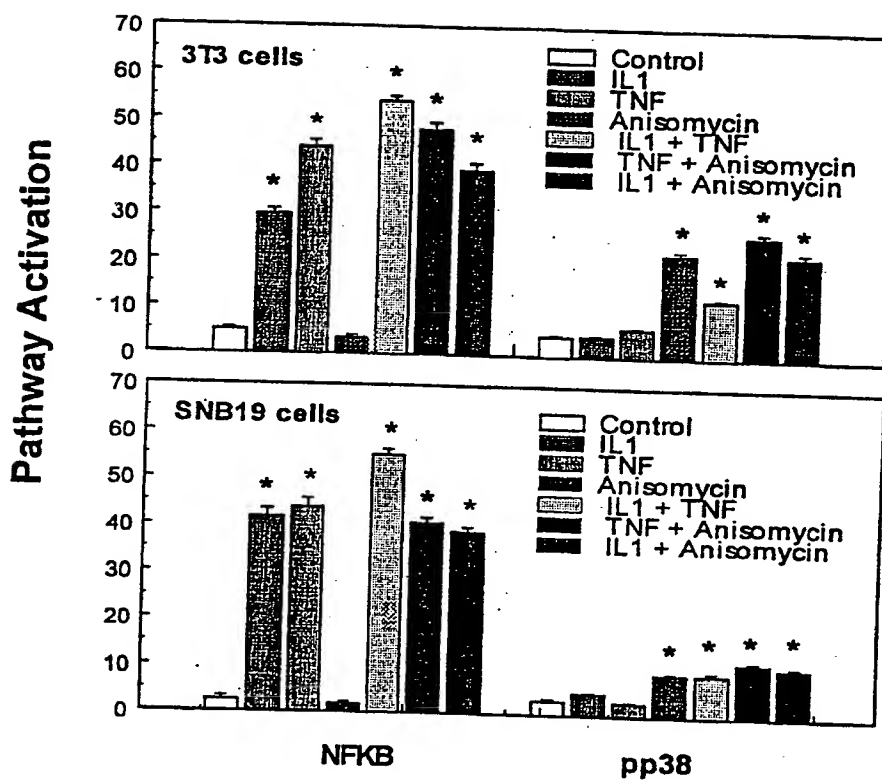 Pathway Activation
70
60
50
40
30
20
10
0
3T3 cells
* * * * *
* * * *
Control
IL1
TNF
Anisomycin
IL1 + TNF
TNF + Anisomycin
IL1 + Anisomycin
70
60
50
40
30
20
10
0
SNB19 cells
* * * * *
* * * *
Control
IL1
TNF
Anisomycin
IL1 + TNF
TNF + Anisomycin
IL1 + Anisomycin
NFKB
pp38